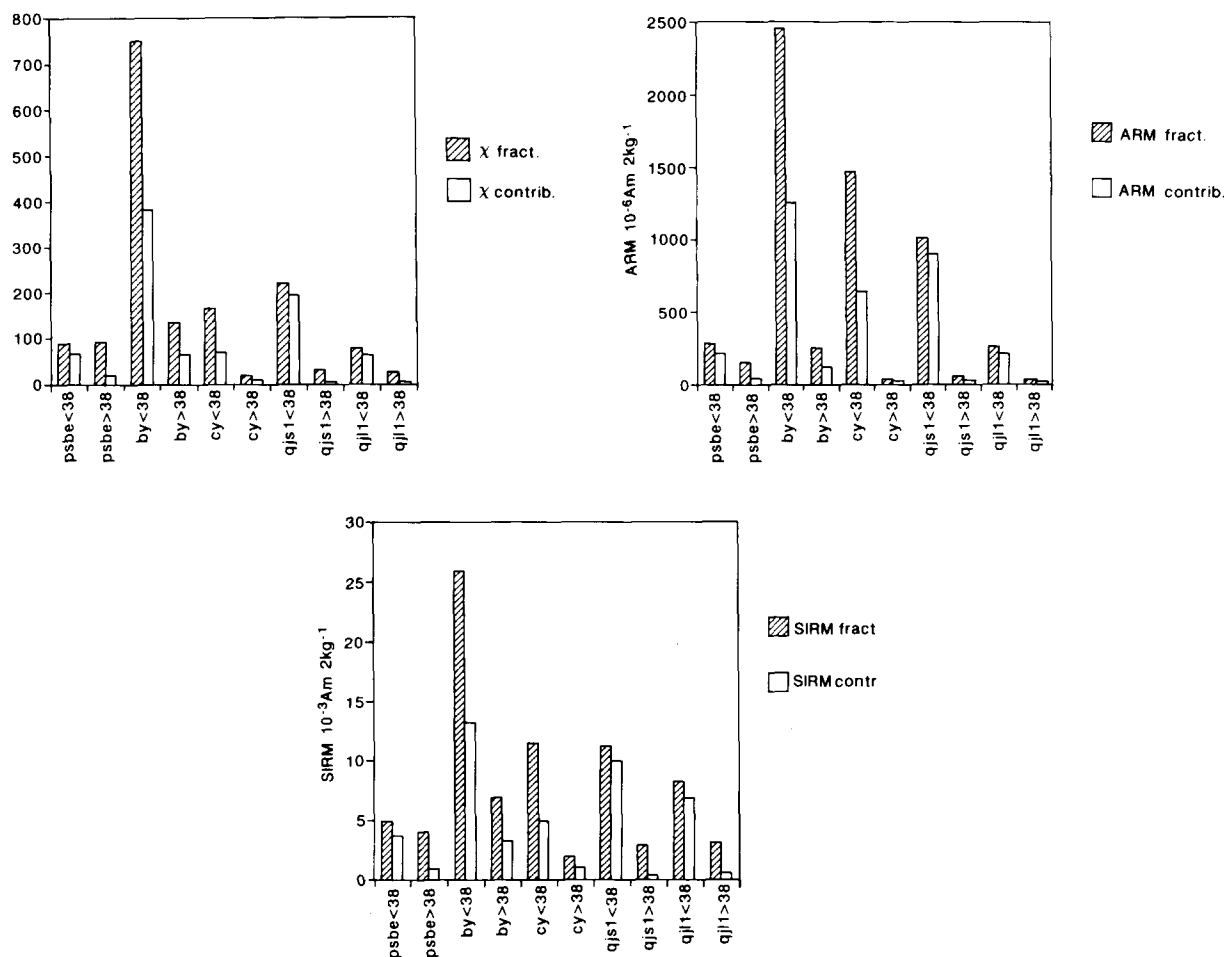 800
700
600
500
400
300
200
100
0
psbe<38
psbe>38
by<38
by>38
cy<38
cy>38
qjs1<38
qjs1>38
qjl1<38
qjl1>38
χ fract.
χ contrib.
ARM 10-6Am 2kg-1
2500
2000
1500
1000
500
0
psbe<38
psbe>38
by<38
by>38
cy<38
cy>38
qjs1<38
qjs1>38
qjl1<38
qjl1>38
ARM fract.
ARM contrib.
SIRM 10-3Am 2kg-1
30
25
20
15
10
5
0
psbe<38
psbe>38
by<38
by>38
cy<38
cy>38
qjs1<38
qjs1>38
qjl1<38
qjl1>38
SIRM fract
SIRM contr